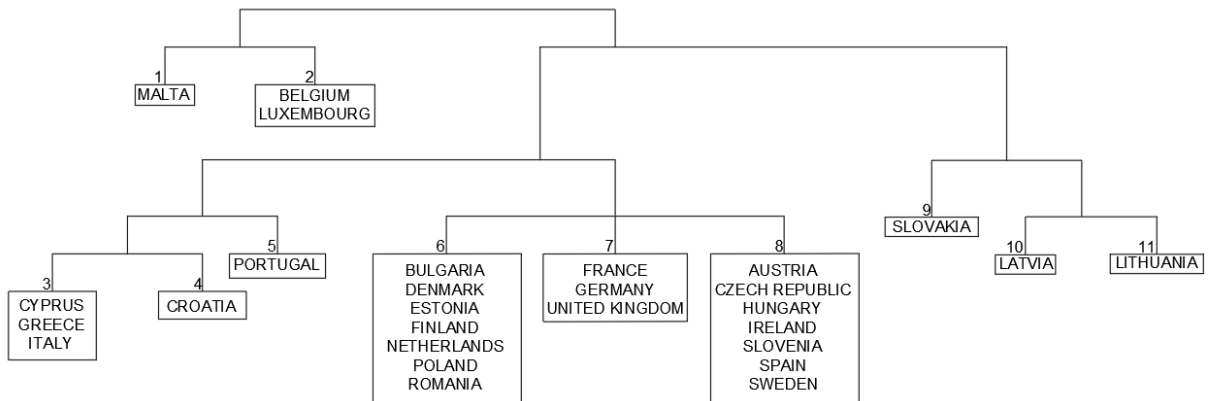 1
MALTA
2
BELGIUM
LUXEMBOURG
3
CYPRUS
GREECE
ITALY
4
CROATIA
5
PORTUGAL
6
BULGARIA
DENMARK
ESTONIA
FINLAND
NETHERLANDS
POLAND
ROMANIA
7
FRANCE
GERMANY
UNITED KINGDOM
8
AUSTRIA
CZECH REPUBLIC
HUNGARY
IRELAND
SLOVENIA
SPAIN
SWEDEN
9
SLOVAKIA
10
LATVIA
11
LITHUANIA